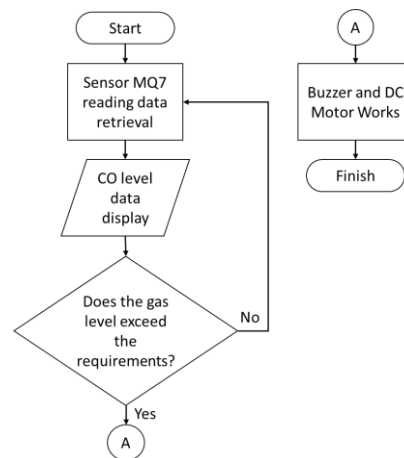 Start
Sensor MQ7
reading data
retrieval
CO level
data
display
Does the gas
level exceed
the
requirements?
No
Yes
A
A
Buzzer and DC
Motor Works
Finish